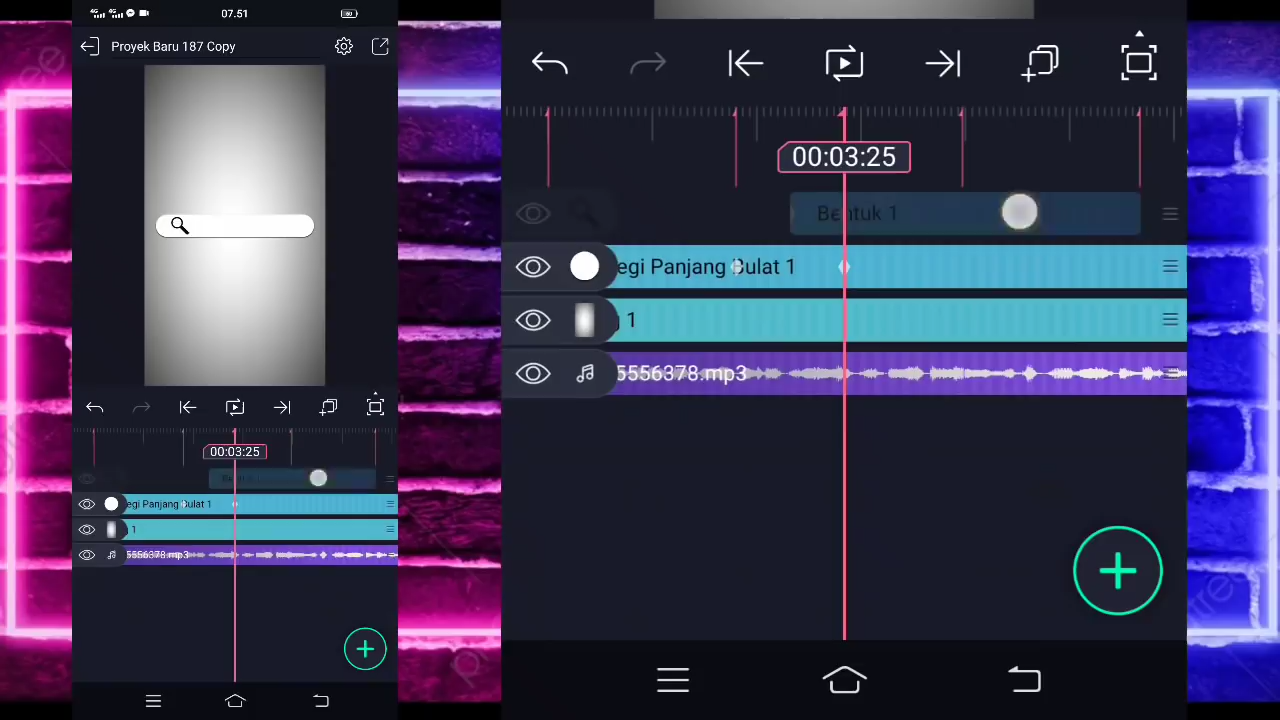 07.51
Proyek Baru 187 Copy
00:03:25
egi Panjang Bulat 1
1
5556378.mp3
00:03:25
Bentuk 1
egi Panjang Bulat 1
1
5556378.mp3